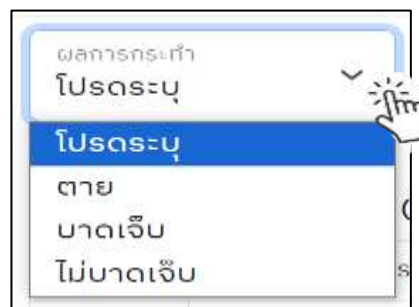 ผลการกระทำ
โปรดระบุ
โปรดระบุ
ตาย
บาดเจ็บ
ไม่บาดเจ็บ